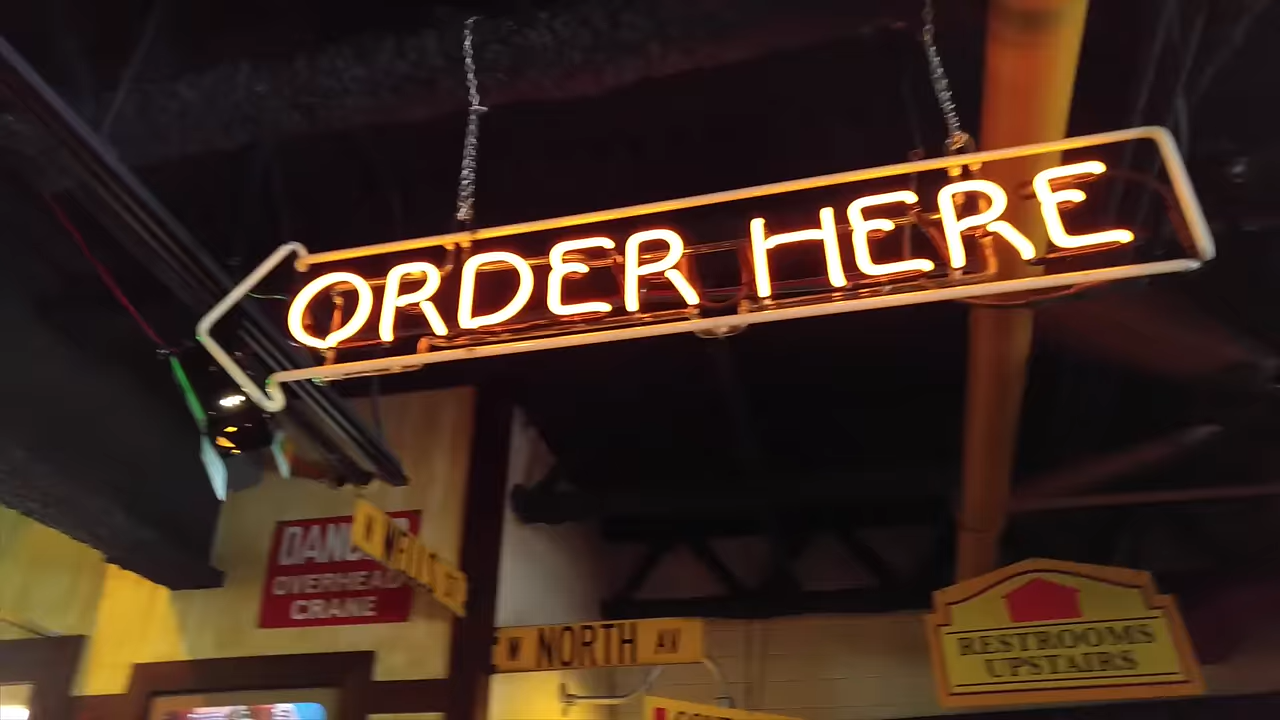 ORDER HERE
DANGER
OVERHEAD
CRANE
W NORTH AV
RESTROOMS
UPSTAIRS